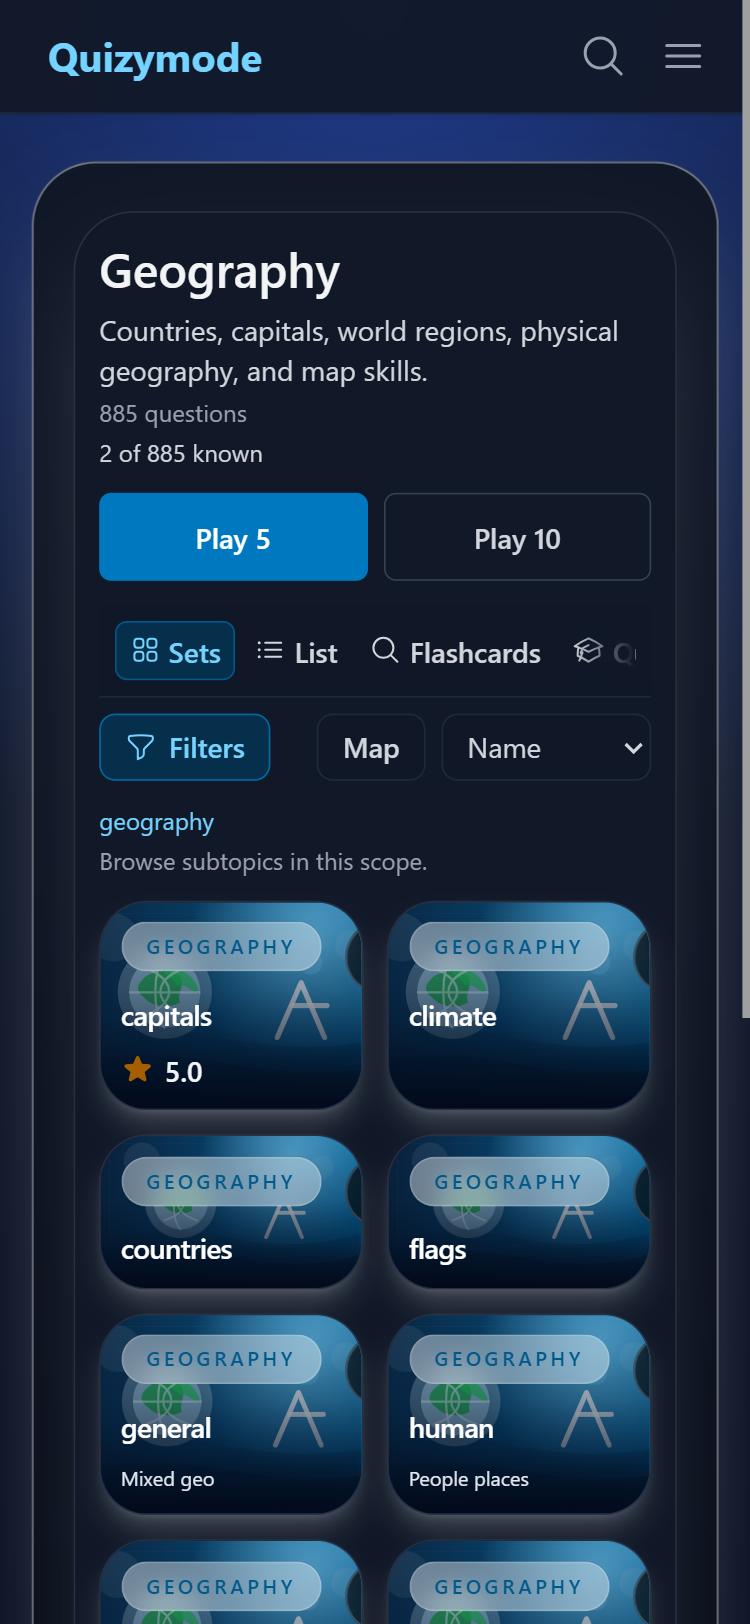 Quizymode
Geography
Countries, capitals, world regions, physical
geography, and map skills.
885 questions
2 of 885 known
Play 5
Play 10
Sets
List
Flashcards
Filters
Map
Name
geography
Browse subtopics in this scope.
GEOGRAPHY
capitals
5.0
GEOGRAPHY
climate
GEOGRAPHY
countries
GEOGRAPHY
flags
GEOGRAPHY
general
Mixed geo
GEOGRAPHY
human
People places
GEOGRAPHY
GEOGRAPHY